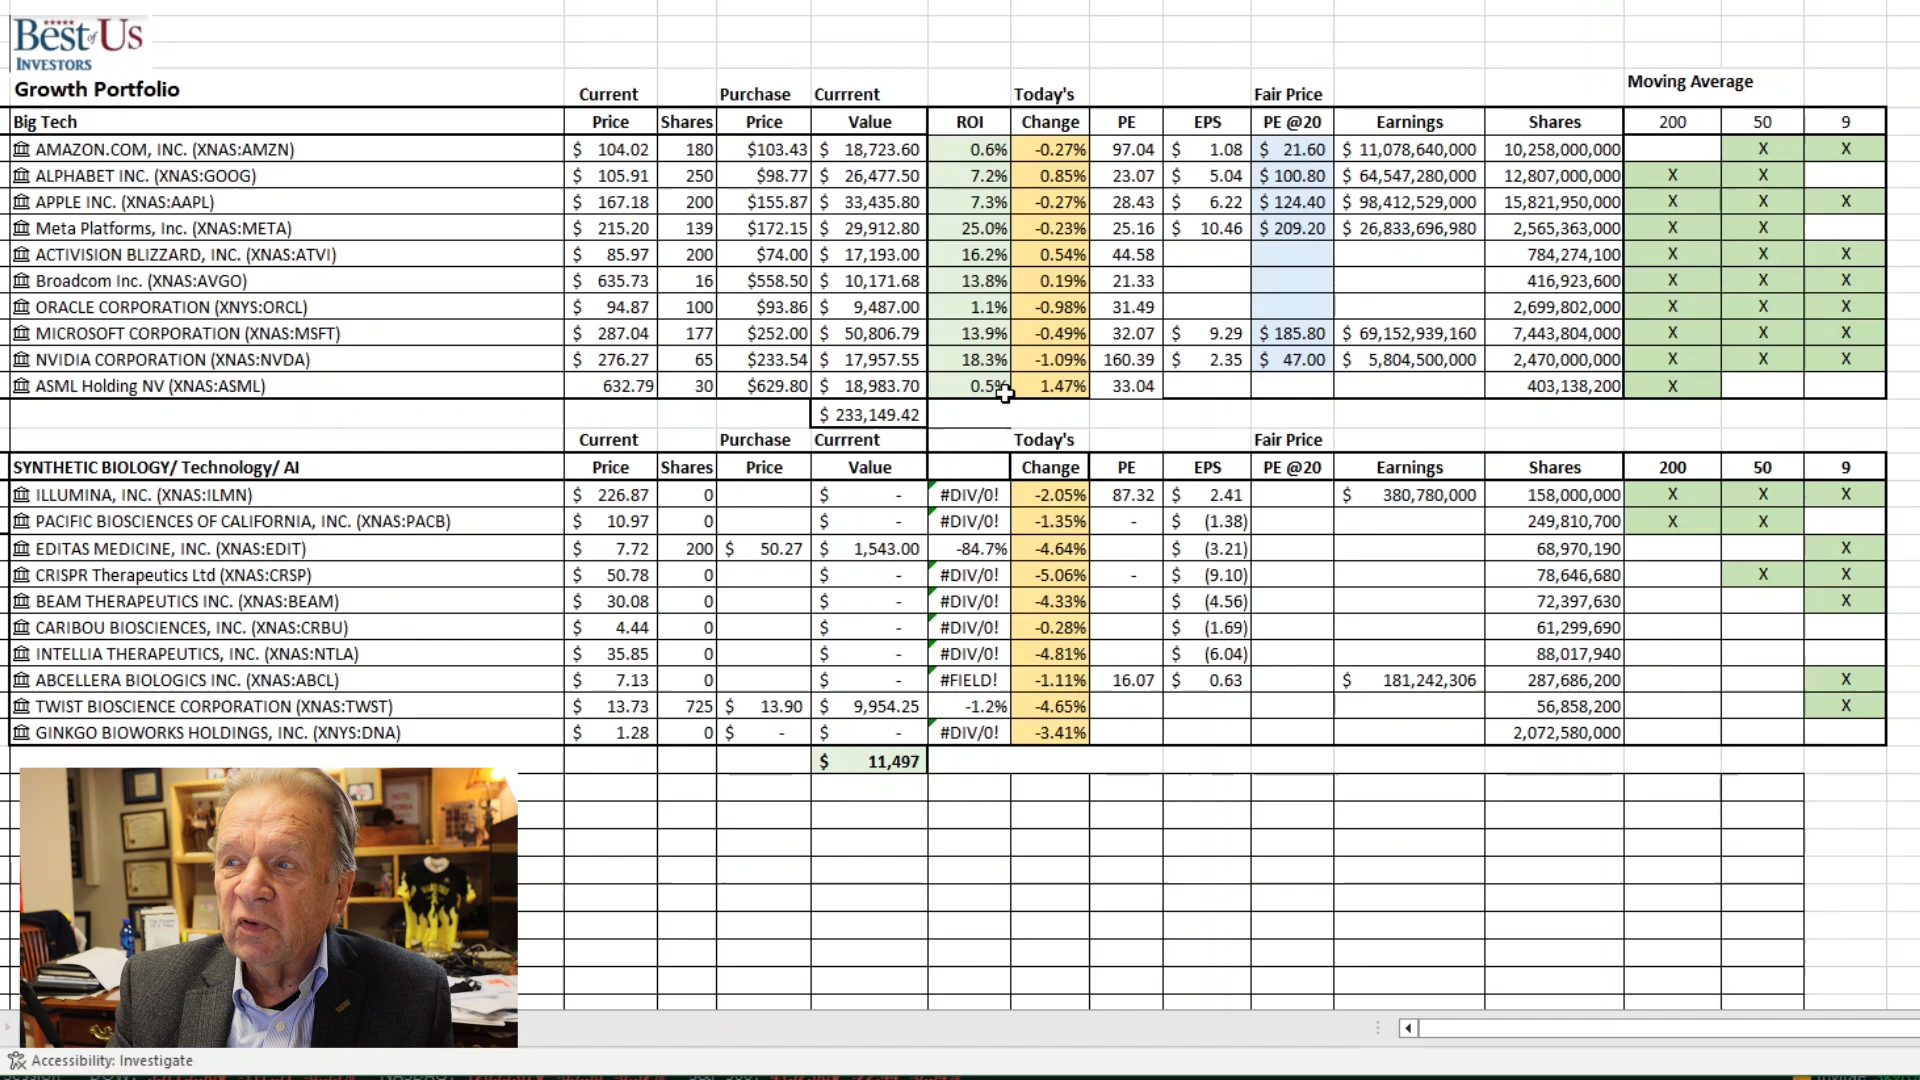 Best of Us
INVESTORS
Growth Portfolio
Moving Average
Current Purchase Currrent Today's Fair Price
Big Tech Price Shares Price Value ROI Change PE EPS PE @20 Earnings Shares 200 50 9
AMAZON.COM, INC. (XNAS:AMZN) $ 104.02 180 $103.43 $ 18,723.60 0.6% -0.27% 97.04 $ 1.08 $ 21.60 $ 11,078,640,000 10,258,000,000 X X
ALPHABET INC. (XNAS:GOOG) $ 105.91 250 $98.77 $ 26,477.50 7.2% 0.85% 23.07 $ 5.04 $ 100.80 $ 64,547,280,000 12,807,000,000 X X
APPLE INC. (XNAS:AAPL) $ 167.18 200 $155.87 $ 33,435.80 7.3% -0.27% 28.43 $ 6.22 $ 124.40 $ 98,412,529,000 15,821,950,000 X X X
Meta Platforms, Inc. (XNAS:META) $ 215.20 139 $172.15 $ 29,912.80 25.0% -0.23% 25.16 $ 10.46 $ 209.20 $ 26,833,696,980 2,565,363,000 X X
ACTIVISION BLIZZARD, INC. (XNAS:ATVI) $ 85.97 200 $74.00 $ 17,193.00 16.2% 0.54% 44.58 784,274,100 X X X
Broadcom Inc. (XNAS:AVGO) $ 635.73 16 $558.50 $ 10,171.68 13.8% 0.19% 21.33 416,923,600 X X X
ORACLE CORPORATION (XNYS:ORCL) $ 94.87 100 $93.86 $ 9,487.00 1.1% -0.98% 31.49 2,699,802,000 X X X
MICROSOFT CORPORATION (XNAS:MSFT) $ 287.04 177 $252.00 $ 50,806.79 13.9% -0.49% 32.07 $ 9.29 $ 185.80 $ 69,152,939,160 7,443,804,000 X X X
NVIDIA CORPORATION (XNAS:NVDA) $ 276.27 65 $233.54 $ 17,957.55 18.3% -1.09% 160.39 $ 2.35 $ 47.00 $ 5,804,500,000 2,470,000,000 X X X
ASML Holding NV (XNAS:ASML) 632.79 30 $629.80 $ 18,983.70 0.5% 1.47% 33.04 403,138,200 X
$ 233,149.42
Current Purchase Currrent Today's Fair Price
SYNTHETIC BIOLOGY/ Technology/ AI Price Shares Price Value Change PE EPS PE @20 Earnings Shares 200 50 9
ILLUMINA, INC. (XNAS:ILMN) $ 226.87 0 $ - #DIV/0! -2.05% 87.32 $ 2.41 $ 380,780,000 158,000,000 X X X
PACIFIC BIOSCIENCES OF CALIFORNIA, INC. (XNAS:PACB) $ 10.97 0 $ - #DIV/0! -1.35% - $ (1.38) 249,810,700 X X
EDITAS MEDICINE, INC. (XNAS:EDIT) $ 7.72 200 $ 50.27 $ 1,543.00 -84.7% -4.64% $ (3.21) 68,970,190 X
CRISPR Therapeutics Ltd (XNAS:CRSP) $ 50.78 0 $ - #DIV/0! -5.06% - $ (9.10) 78,646,680 X X
BEAM THERAPEUTICS INC. (XNAS:BEAM) $ 30.08 0 $ - #DIV/0! -4.33% $ (4.56) 72,397,630 X
CARIBOU BIOSCIENCES, INC. (XNAS:CRBU) $ 4.44 0 $ - #DIV/0! -0.28% $ (1.69) 61,299,690
INTELLIA THERAPEUTICS, INC. (XNAS:NTLA) $ 35.85 0 $ - #DIV/0! -4.81% $ (6.04) 88,017,940
ABCELLERA BIOLOGICS INC. (XNAS:ABCL) $ 7.13 0 $ - #FIELD! -1.11% 16.07 $ 0.63 $ 181,242,306 287,686,200 X
TWIST BIOSCIENCE CORPORATION (XNAS:TWST) $ 13.73 725 $ 13.90 $ 9,954.25 -1.2% -4.65% 56,858,200 X
GINKGO BIOWORKS HOLDINGS, INC. (XNYS:DNA) $ 1.28 0 $ - $ - #DIV/0! -3.41% 2,072,580,000
$ 11,497
Accessibility: Investigate